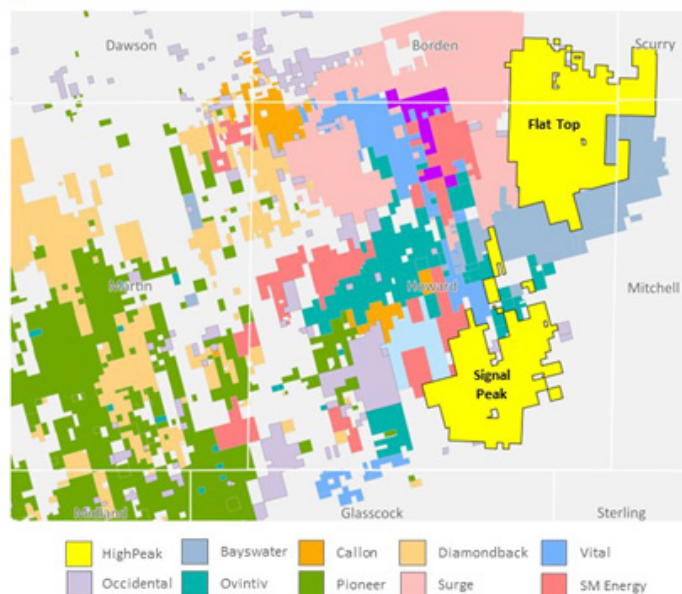 Dawson Borden Scurry
Flat Top
Martin Howard Mitchell
Signal
Peak
Midland Glasscock Sterling
HighPeak Bayswater Callon Diamondback Vital
Occidental Ovintiv Pioneer Surge SM Energy